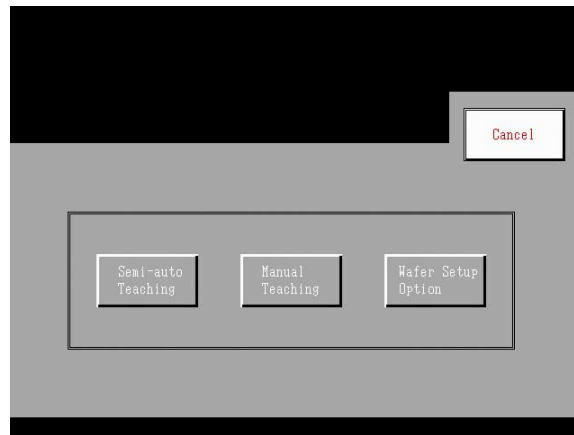 Cancel
Semi-auto
Teaching
Manual
Teaching
Wafer Setup
Option